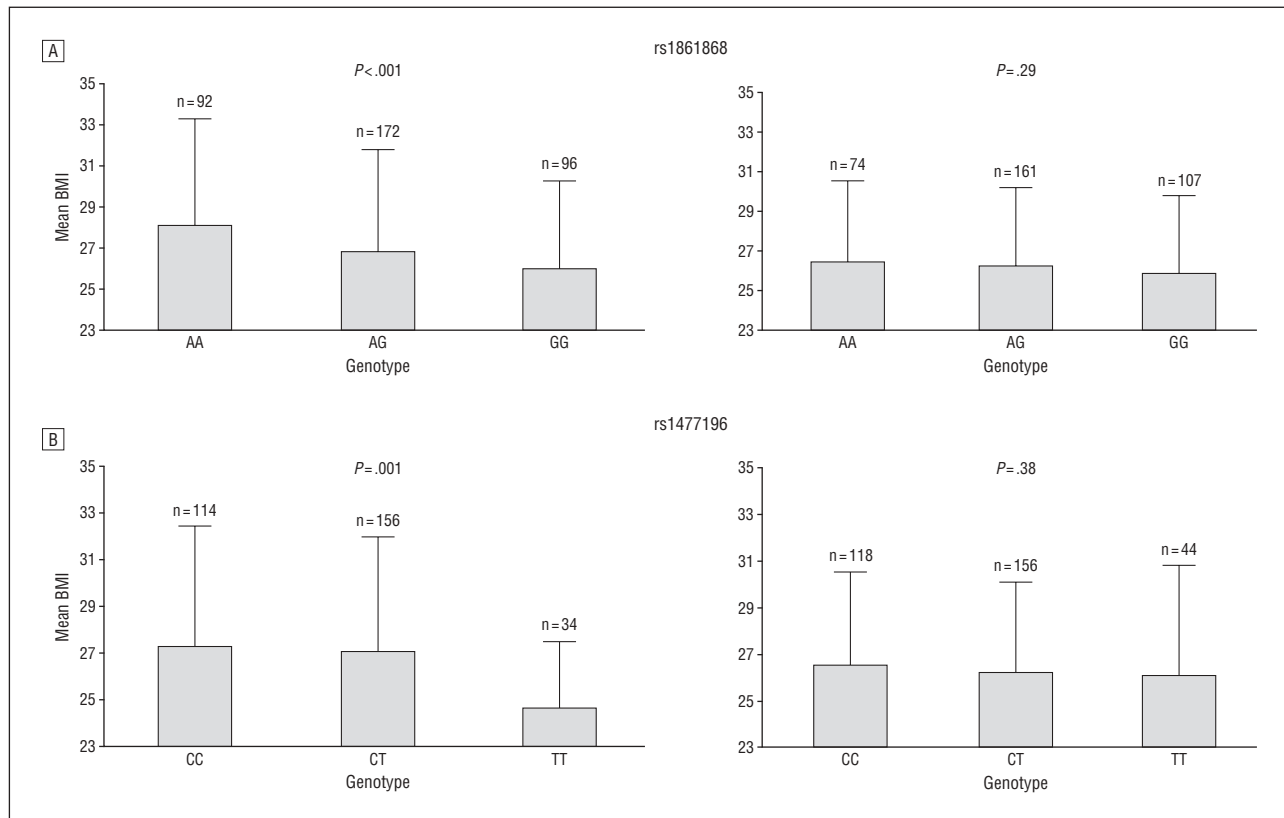 A
rs1861868
P<.001
35
33
31
29
27
25
23
Mean BMI
n=92
n=172
n=96
AA
AG
GG
Genotype
P=.29
35
33
31
29
27
25
23
n=74
n=161
n=107
AA
AG
GG
Genotype
B
rs1477196
P=.001
35
33
31
29
27
25
23
Mean BMI
n=114
n=156
n=34
CC
CT
TT
Genotype
P=.38
35
33
31
29
27
25
23
n=118
n=156
n=44
CC
CT
TT
Genotype